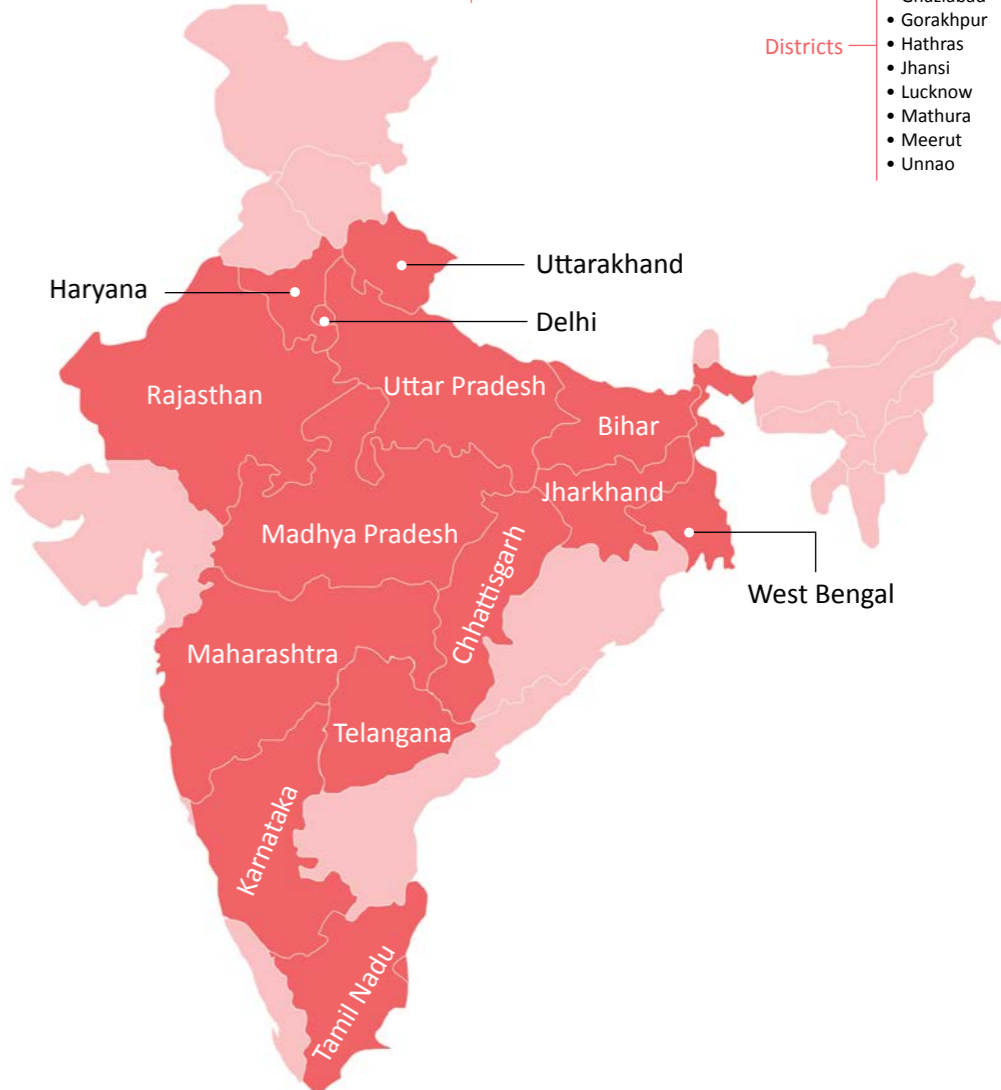 • Gorakhpur
Districts
• Hathras
• Jhansi
• Lucknow
• Mathura
• Meerut
• Unnao
Uttarakhand
Haryana
Delhi
Rajasthan
Uttar Pradesh
Bihar
Jharkhand
Madhya Pradesh
Chhattisgarh
West Bengal
Maharashtra
Telangana
Karnataka
Tamil Nadu